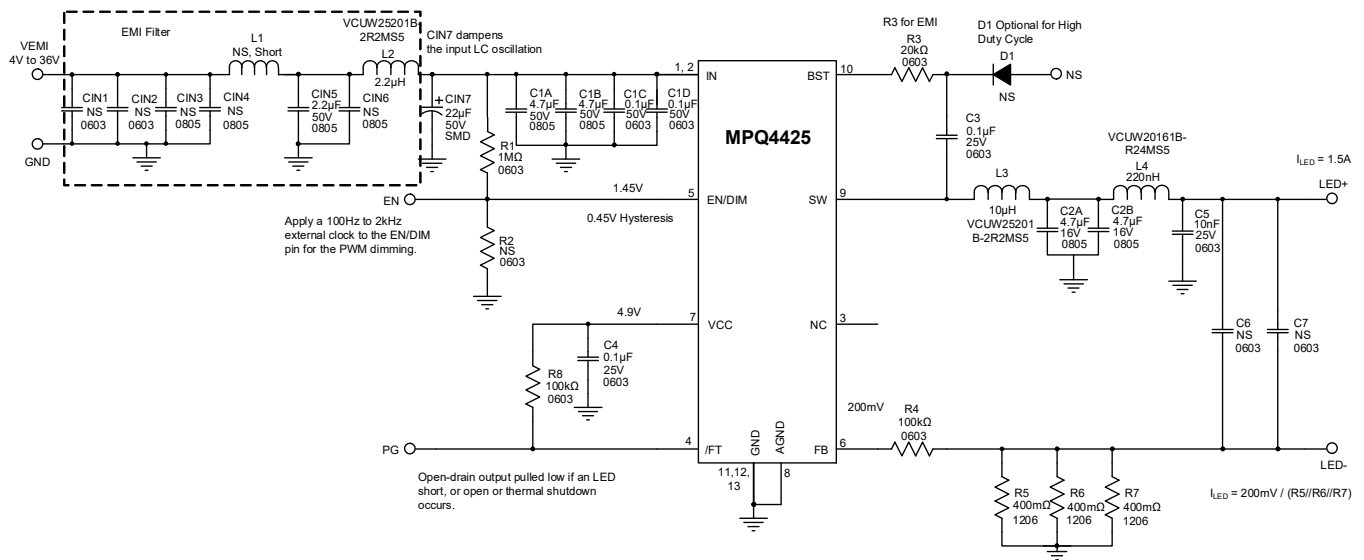 EMI Filter
VEMI
4V to 36V
GND
CIN1
NS
0603
CIN2
NS
0603
CIN3
NS
0805
CIN4
NS
0805
L1
NS, Short
CIN5
2.2µF
50V
0805
CIN6
NS
0805
VCUW25201B-
2R2MS5
L2
2.2µH
CIN7 dampens
the input LC oscillation
CIN7
22µF
50V
SMD
R1
1MΩ
0603
C1A
4.7µF
50V
0805
C1B
4.7µF
50V
0805
C1C
0.1µF
50V
0603
C1D
0.1µF
50V
0603
EN
Apply a 100Hz to 2kHz
external clock to the EN/DIM
pin for the PWM dimming.
1.45V
0.45V Hysteresis
R2
NS
0603
4.9V
C4
0.1µF
25V
0603
R8
100kΩ
0603
PG
Open-drain output pulled low if an LED
short, or open or thermal shutdown
occurs.
MPQ4425
1, 2
IN
5
EN/DIM
7
VCC
4
/FT
GND
11,12,
13
AGND
8
BST
10
SW
9
NC
3
FB
6
R3 for EMI
R3
20kΩ
0603
D1 Optional for High
Duty Cycle
D1
NS
NS
C3
0.1µF
25V
0603
L3
10µH
VCUW25201
B-2R2MS5
C2A
4.7µF
16V
0805
C2B
4.7µF
16V
0805
VCUW20161B-
R24MS5
L4
220nH
C5
10nF
25V
0603
I_LED = 1.5A
LED+
C6
NS
0603
C7
NS
0603
200mV
R4
100kΩ
0603
R5
400mΩ
1206
R6
400mΩ
1206
R7
400mΩ
1206
LED-
I_LED = 200mV / (R5//R6//R7)